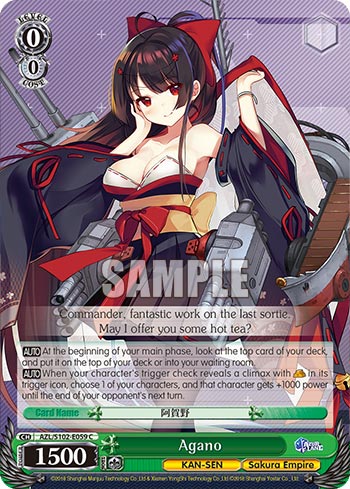 LEVEL
0
0
COST
SAMPLE
Commander, fantastic work on the last sortie.
May I offer you some hot tea?
AUTO At the beginning of your main phase, look at the top card of your deck,
and put it on the top of your deck or into your waiting room.
AUTO When your character's trigger check reveals a climax with in its
trigger icon, choose 1 of your characters, and that character gets +1000 power
until the end of your opponent's next turn.
Card Name 阿賀野
CH AZL/S102-E059 C
Agano
POWER 1500
KAN-SEN Sakura Empire